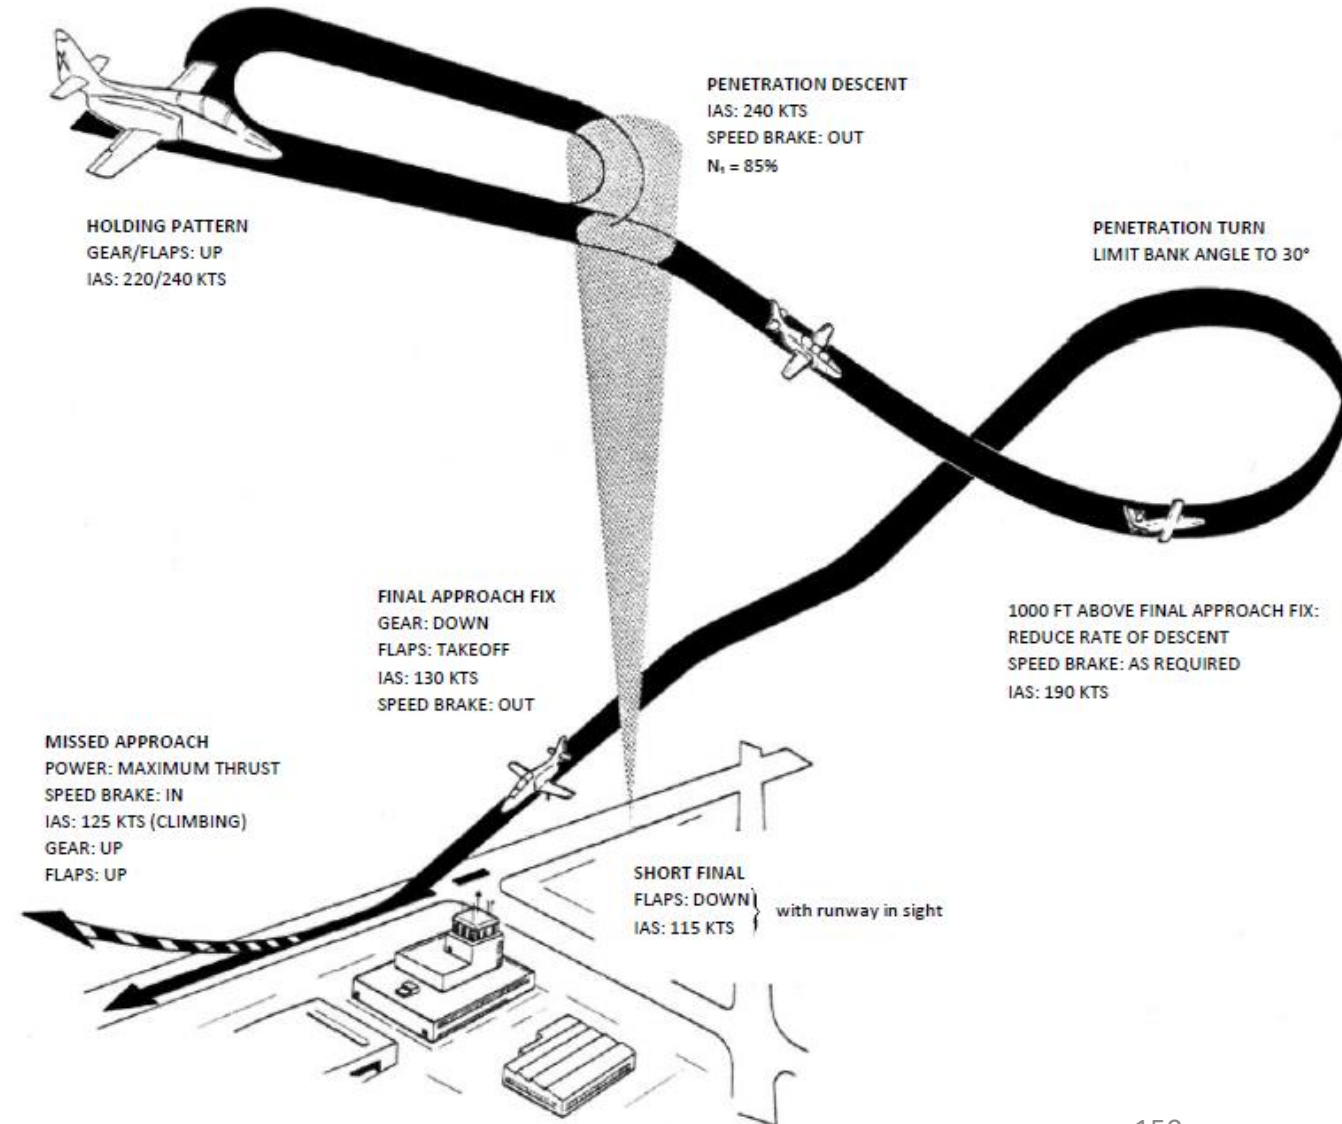 PENETRATION DESCENT
IAS: 240 KTS
SPEED BRAKE: OUT
N₁ = 85%
HOLDING PATTERN
GEAR/FLAPS: UP
IAS: 220/240 KTS
PENETRATION TURN
LIMIT BANK ANGLE TO 30°
1000 FT ABOVE FINAL APPROACH FIX:
REDUCE RATE OF DESCENT
SPEED BRAKE: AS REQUIRED
IAS: 190 KTS
FINAL APPROACH FIX
GEAR: DOWN
FLAPS: TAKEOFF
IAS: 130 KTS
SPEED BRAKE: OUT
MISSED APPROACH
POWER: MAXIMUM THRUST
SPEED BRAKE: IN
IAS: 125 KTS (CLIMBING)
GEAR: UP
FLAPS: UP
SHORT FINAL
FLAPS: DOWN
IAS: 115 KTS
with runway in sight